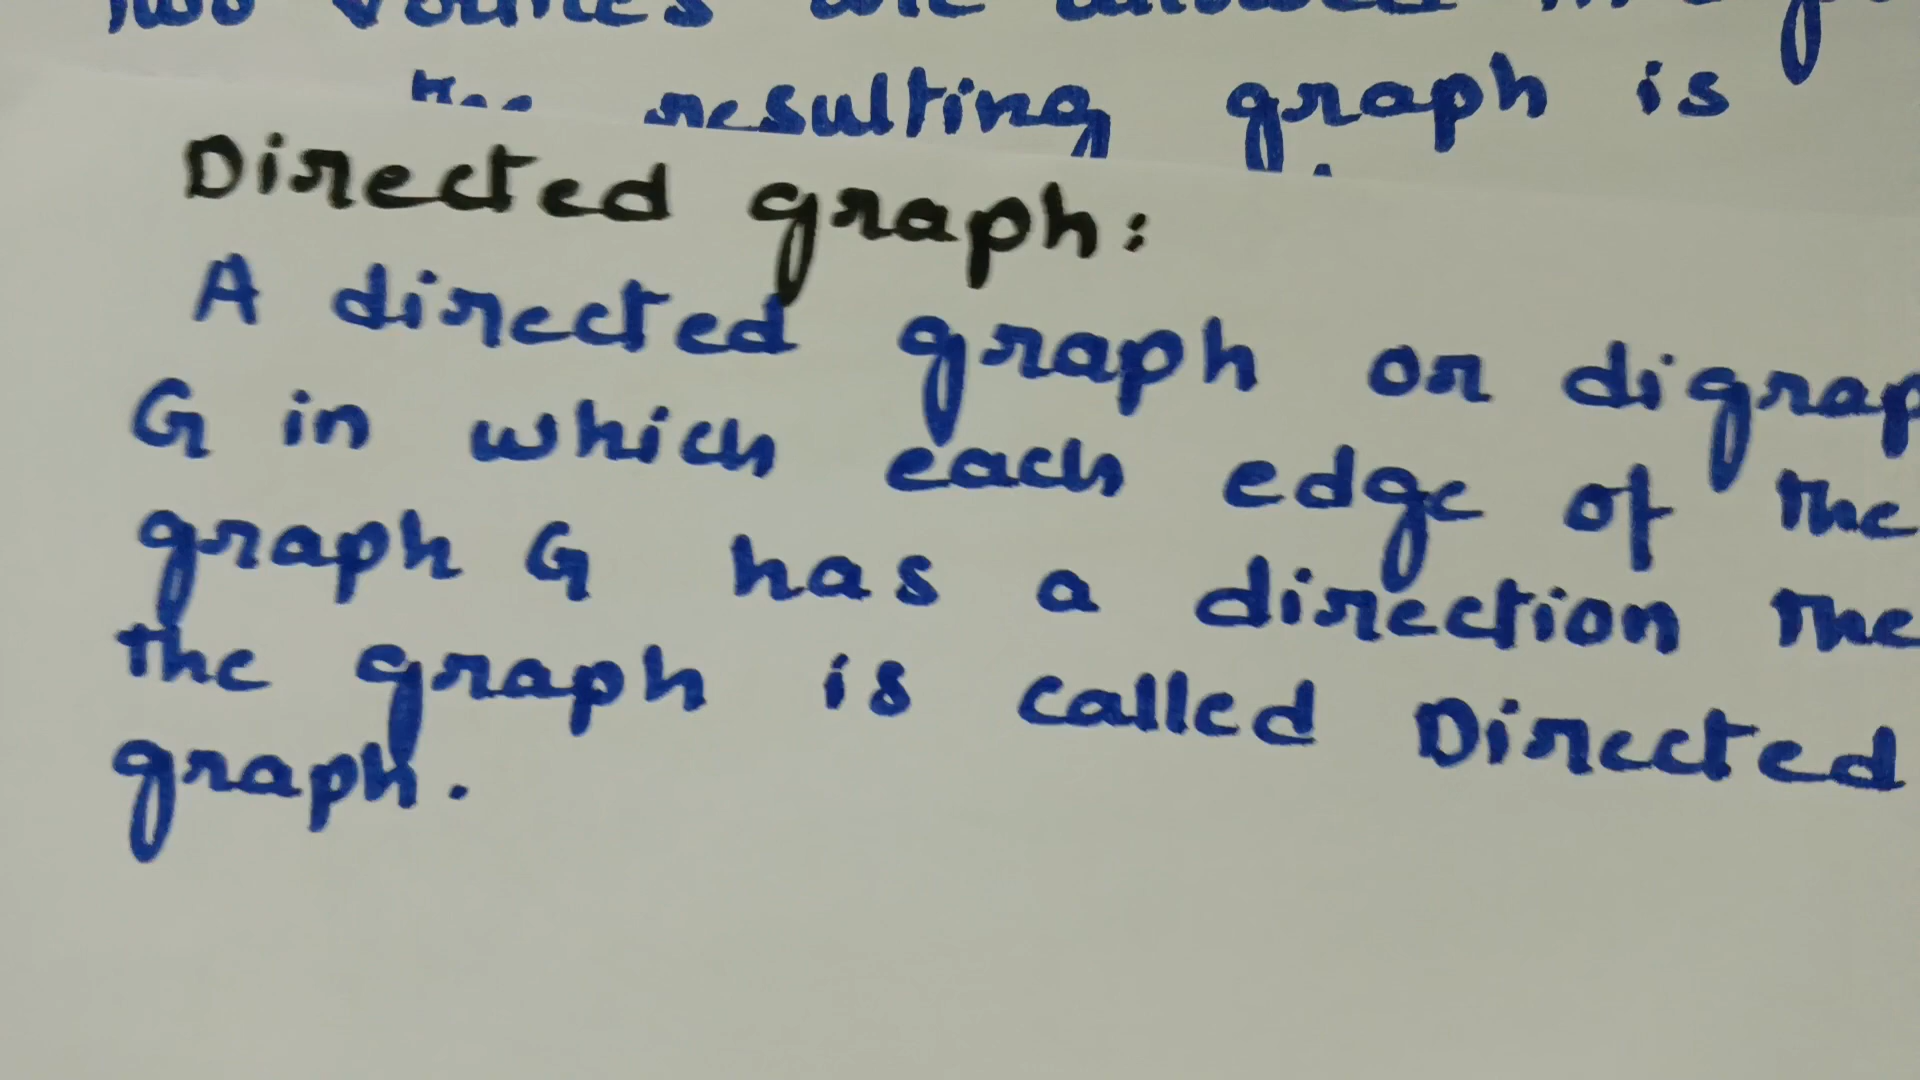 resulting graph is
Directed graph:
A directed graph or digrap
G in which each edge of the
graph G has a direction the
the graph is called Directed
graph.